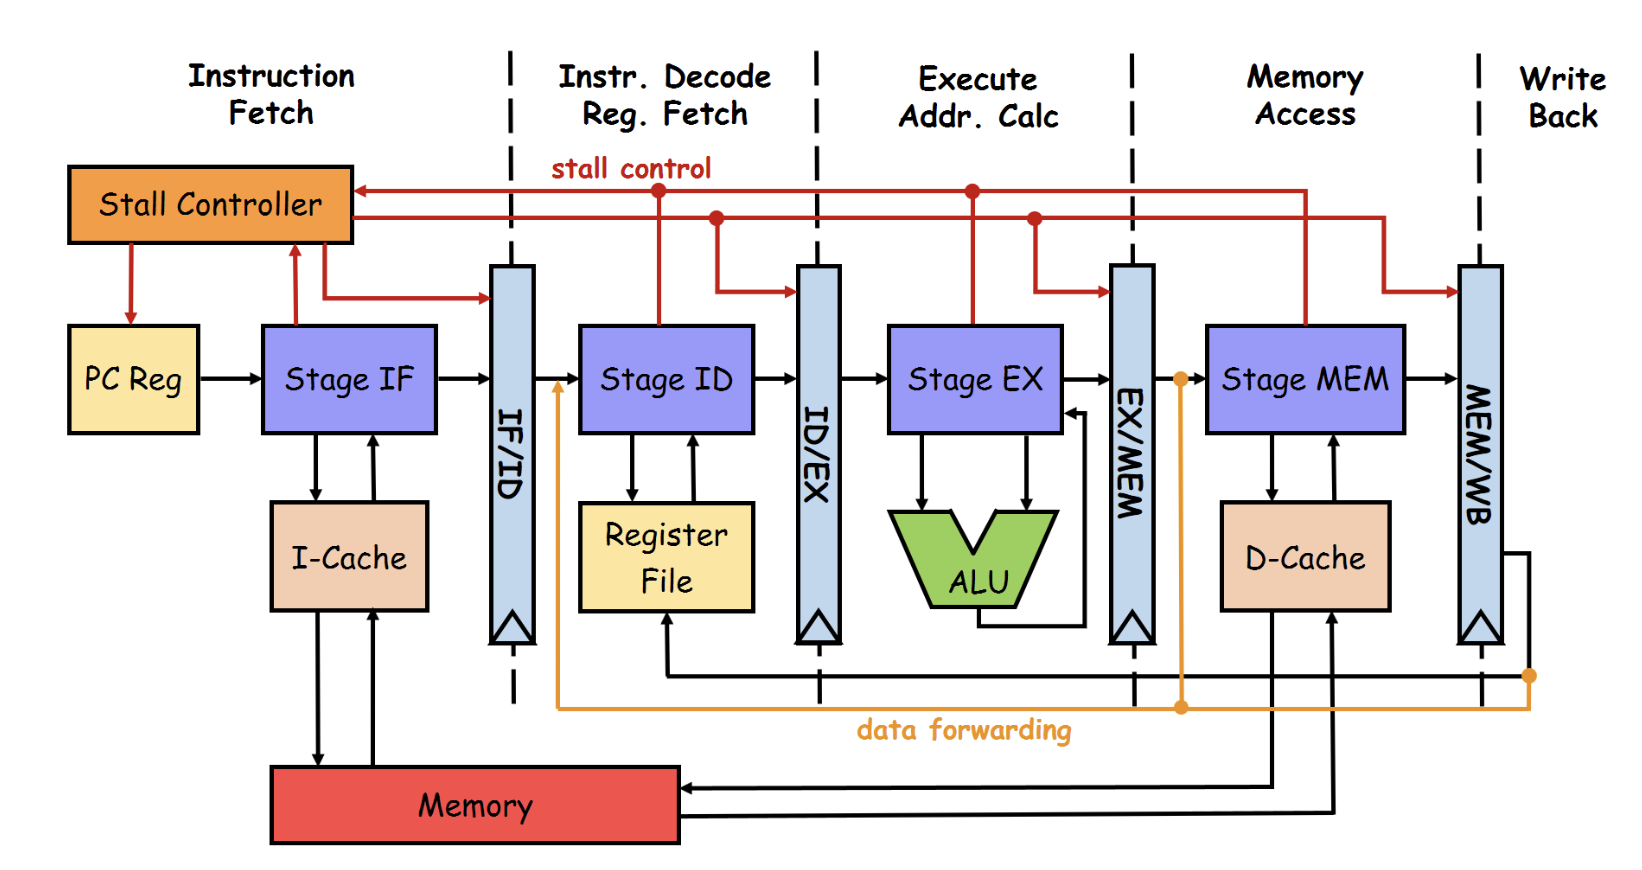 Instruction
Fetch
Instr. Decode
Reg. Fetch
Execute
Addr. Calc
Memory
Access
Write
Back
stall control
Stall Controller
PC Reg
Stage IF
IF/ID
Stage ID
ID/EX
Stage EX
EX/MEM
Stage MEM
MEM/WB
I-Cache
Register
File
ALU
D-Cache
data forwarding
Memory